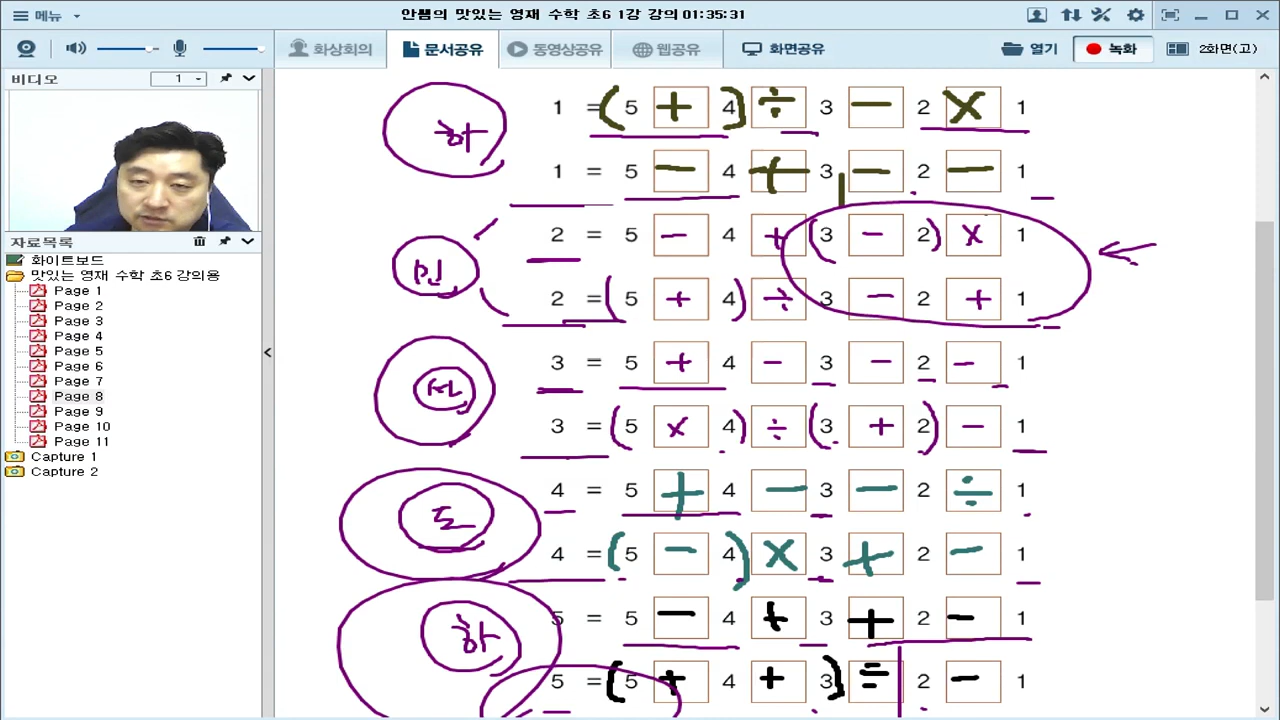 메뉴
안쌤의 맛있는 영재 수학 초6 1강 강의 01:35:31
화상회의 문서공유 동영상공유 웹공유 화면공유 열기 녹화 2화면(고)
비디오 1
자료목록
화이트보드
맛있는 영재 수학 초6 강의용
Page 1
Page 2
Page 3
Page 4
Page 5
Page 6
Page 7
Page 8
Page 9
Page 10
Page 11
Capture 1
Capture 2
하
1 = (5 + 4) ÷ 3 − 2 × 1
1 = 5 − 4 + 3 − 2 − 1
민
2 = 5 − 4 + (3 − 2) × 1
2 = (5 + 4) ÷ 3 − 2 + 1
서
3 = 5 + 4 − 3 − 2 − 1
3 = (5 × 4) ÷ (3 + 2) − 1
도
4 = 5 + 4 − 3 − 2 ÷ 1
4 = (5 − 4) × 3 + 2 − 1
하
5 = 5 − 4 + 3 + 2 − 1
5 = (5 + 4 + 3) ÷ 2 − 1